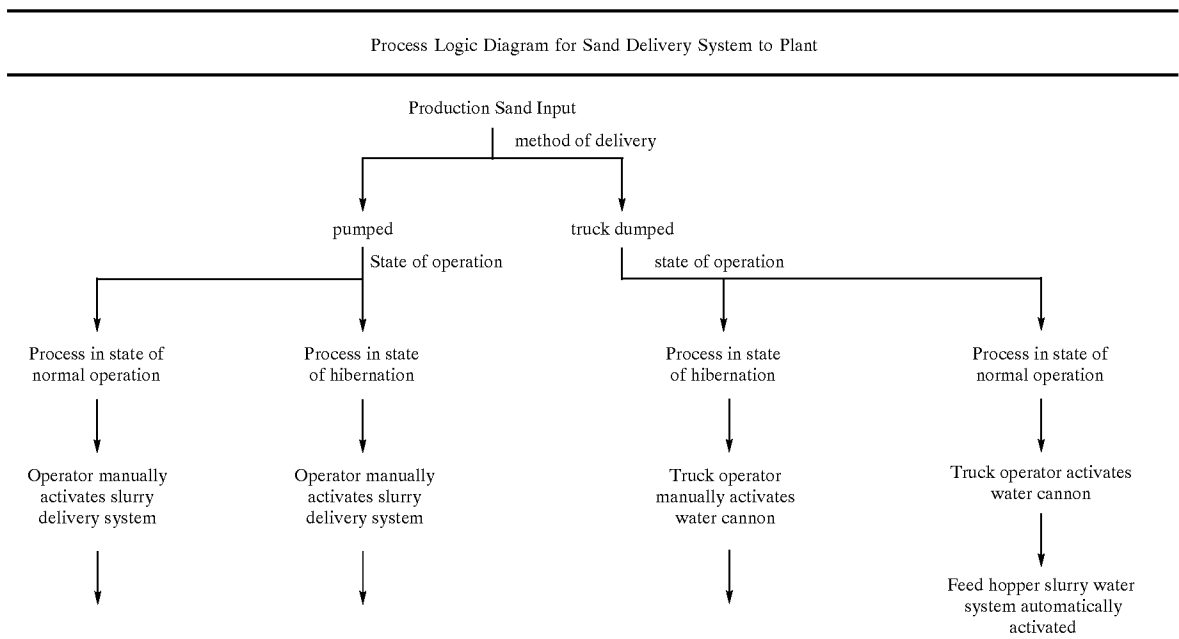 Process Logic Diagram for Sand Delivery System to Plant
Production Sand Input
method of delivery
pumped
truck dumped
State of operation
state of operation
Process in state of
normal operation
Process in state
of hibernation
Process in state
of hibernation
Process in state of
normal operation
Operator manually
activates slurry
delivery system
Operator manually
activates slurry
delivery system
Truck operator
manually activates
water cannon
Truck operator activates
water cannon
Feed hopper slurry water
system automatically
activated